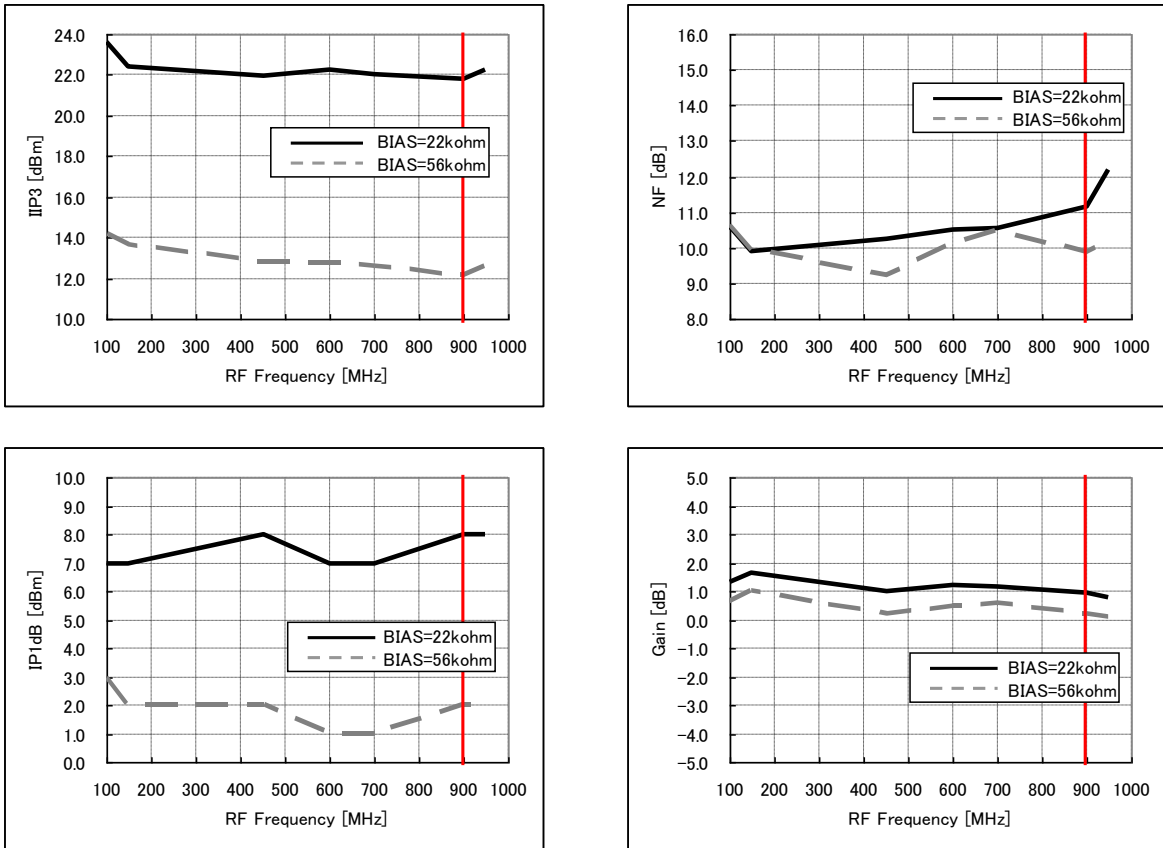 24.0
22.0
20.0
18.0
16.0
14.0
12.0
10.0
IIP3 [dBm]
BIAS=22kohm
BIAS=56kohm
100 200 300 400 500 600 700 800 900 1000
RF Frequency [MHz]
16.0
15.0
14.0
13.0
12.0
11.0
10.0
9.0
8.0
NF [dB]
BIAS=22kohm
BIAS=56kohm
100 200 300 400 500 600 700 800 900 1000
RF Frequency [MHz]
10.0
9.0
8.0
7.0
6.0
5.0
4.0
3.0
2.0
1.0
0.0
IP1dB [dBm]
BIAS=22kohm
BIAS=56kohm
100 200 300 400 500 600 700 800 900 1000
RF Frequency [MHz]
5.0
4.0
3.0
2.0
1.0
0.0
−1.0
−2.0
−3.0
−4.0
−5.0
Gain [dB]
BIAS=22kohm
BIAS=56kohm
100 200 300 400 500 600 700 800 900 1000
RF Frequency [MHz]